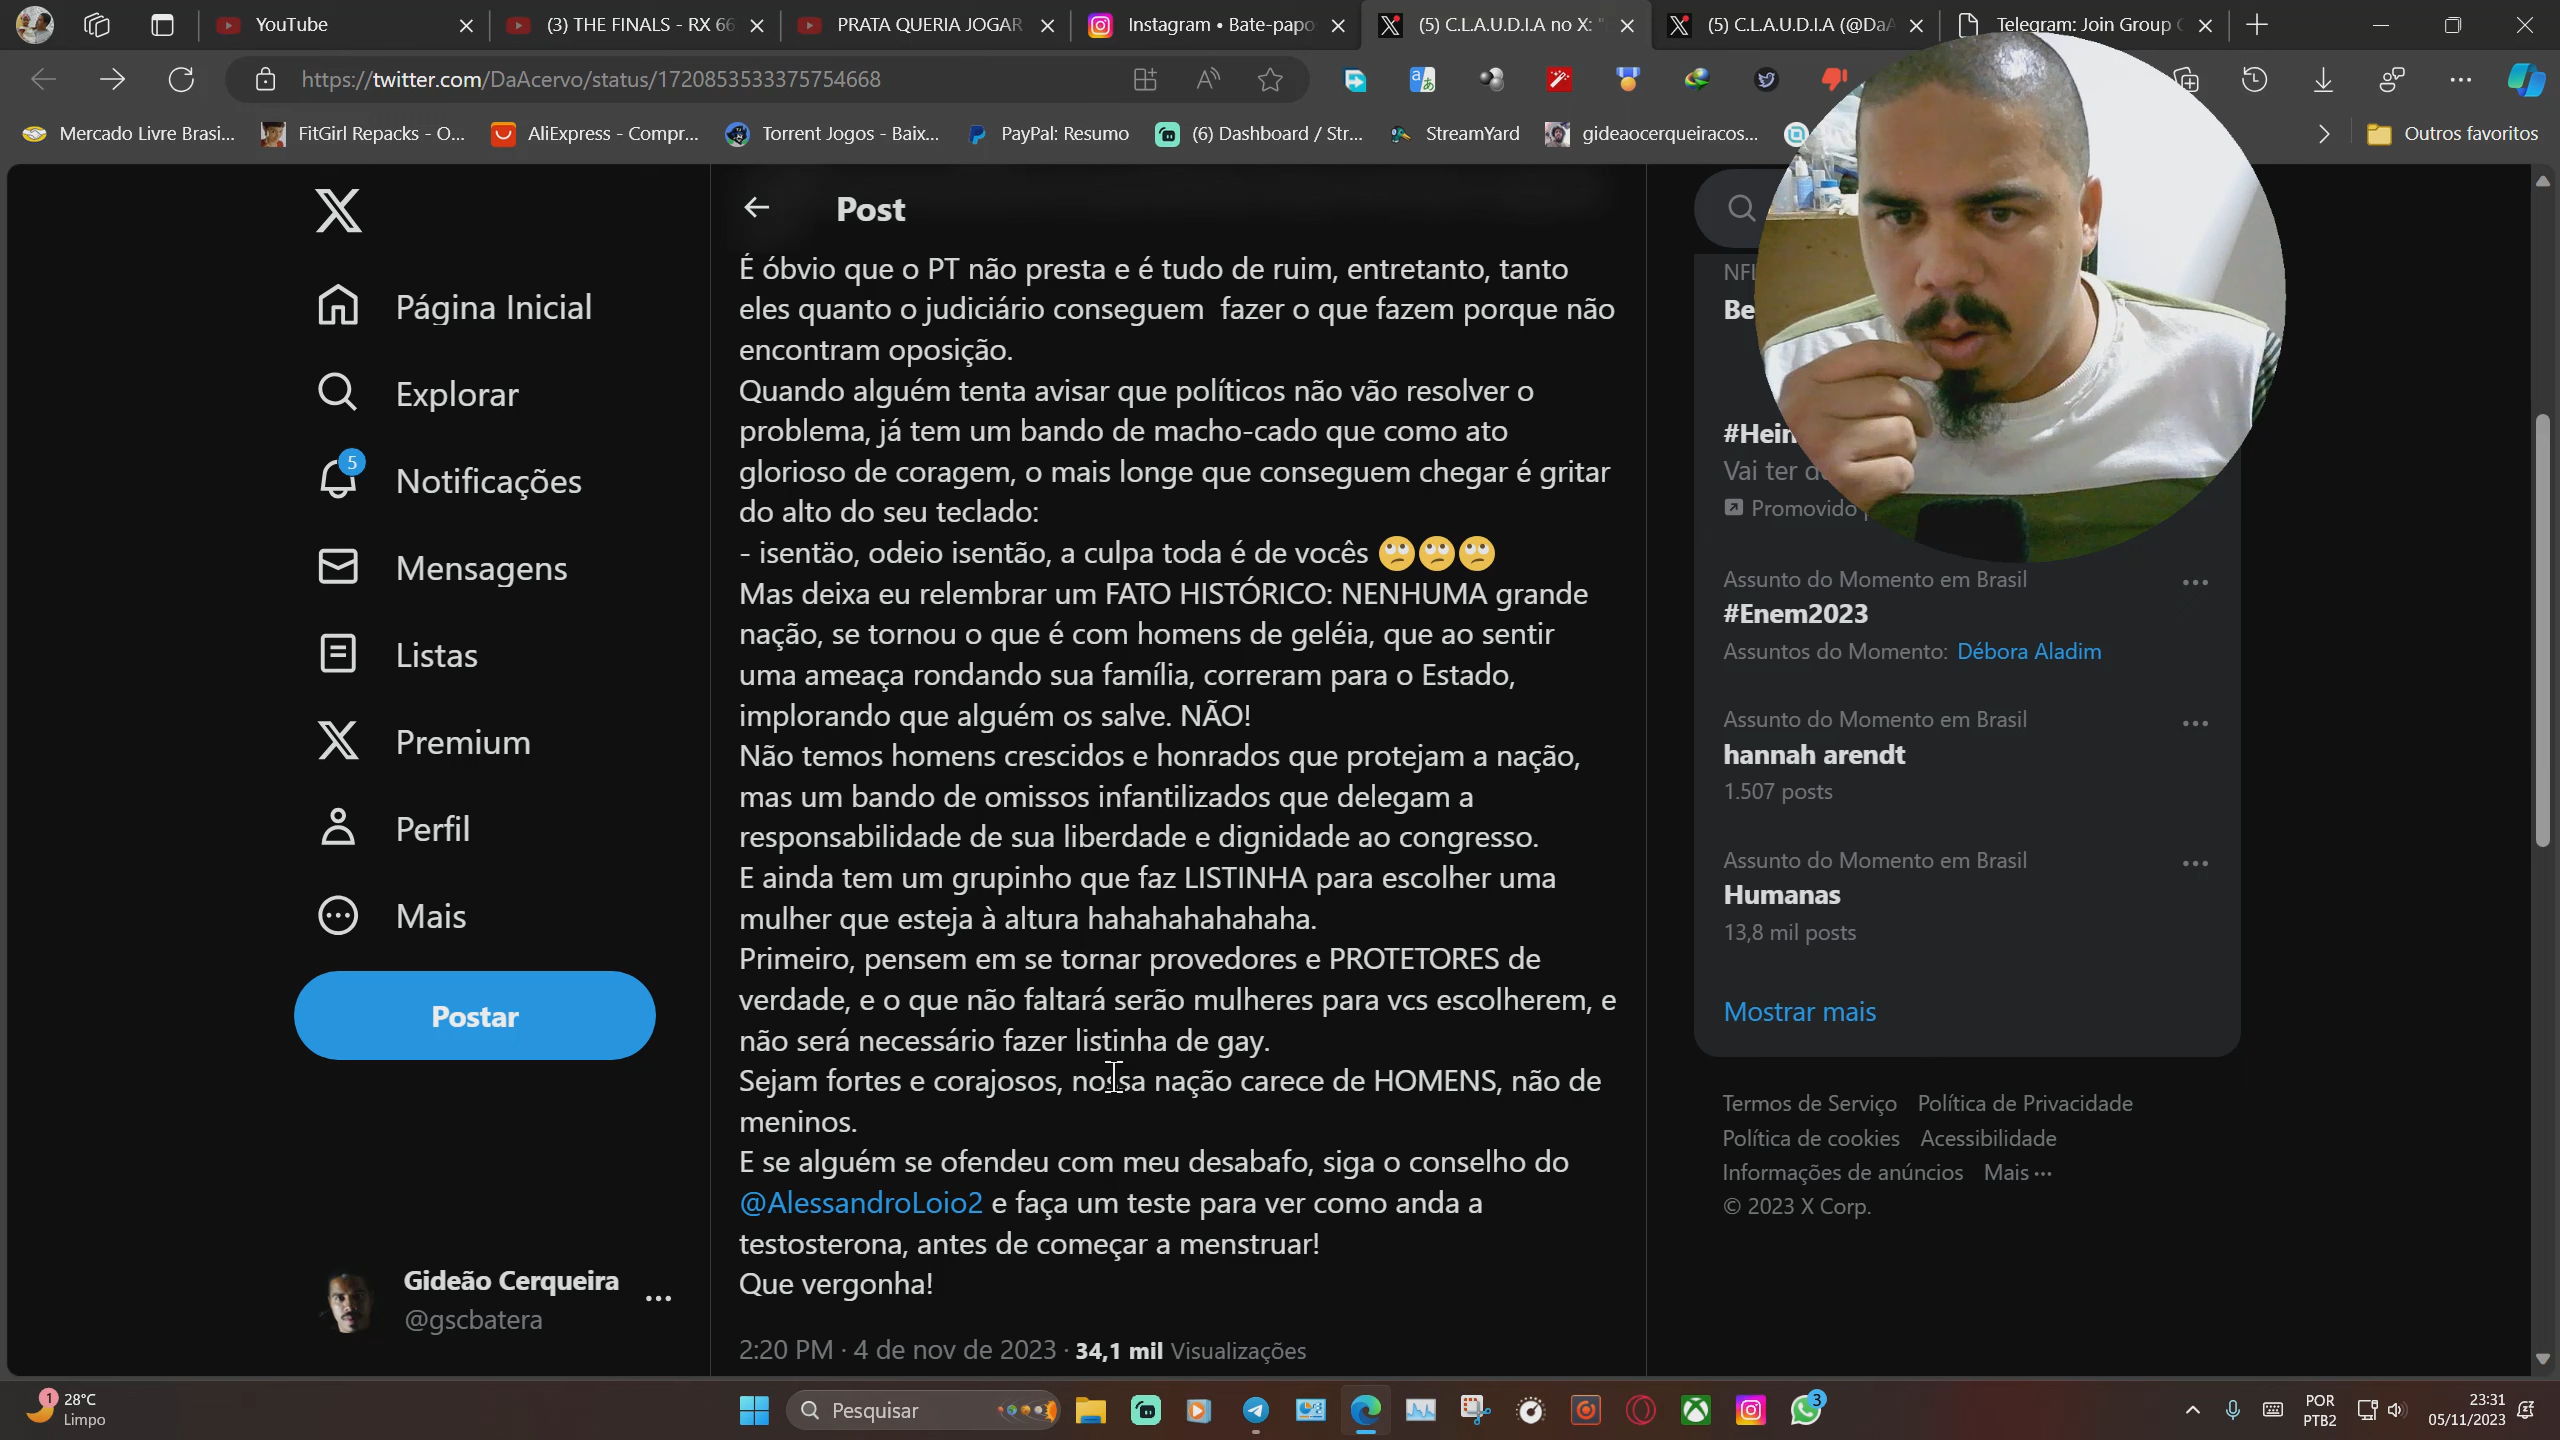 YouTube
(3) THE FINALS - RX 66
PRATA QUERIA JOGAR
Instagram • Bate-papo
(5) C.L.A.U.D.I.A no X: "
(5) C.L.A.U.D.I.A (@DaA
Telegram: Join Group
https://twitter.com/DaAcervo/status/1720853533375754668
Mercado Livre Brasi...
FitGirl Repacks - O...
AliExpress - Compr...
Torrent Jogos - Baix...
PayPal: Resumo
(6) Dashboard / Str...
StreamYard
gideaocerqueiracos...
Outros favoritos
Página Inicial
Explorar
5
Notificações
Mensagens
Listas
Premium
Perfil
Mais
Postar
Gideão Cerqueira
@gscbatera
Post
É óbvio que o PT não presta e é tudo de ruim, entretanto, tanto
eles quanto o judiciário conseguem  fazer o que fazem porque não
encontram oposição.
Quando alguém tenta avisar que políticos não vão resolver o
problema, já tem um bando de macho-cado que como ato
glorioso de coragem, o mais longe que conseguem chegar é gritar
do alto do seu teclado:
- isentäo, odeio isentão, a culpa toda é de vocês 🙄🙄🙄
Mas deixa eu relembrar um FATO HISTÓRICO: NENHUMA grande
nação, se tornou o que é com homens de geléia, que ao sentir
uma ameaça rondando sua família, correram para o Estado,
implorando que alguém os salve. NÃO!
Não temos homens crescidos e honrados que protejam a nação,
mas um bando de omissos infantilizados que delegam a
responsabilidade de sua liberdade e dignidade ao congresso.
E ainda tem um grupinho que faz LISTINHA para escolher uma
mulher que esteja à altura hahahahahahaha.
Primeiro, pensem em se tornar provedores e PROTETORES de
verdade, e o que não faltará serão mulheres para vcs escolherem, e
não será necessário fazer listinha de gay.
Sejam fortes e corajosos, nossa nação carece de HOMENS, não de
meninos.
E se alguém se ofendeu com meu desabafo, siga o conselho do
@AlessandroLoio2 e faça um teste para ver como anda a
testosterona, antes de começar a menstruar!
Que vergonha!
2:20 PM · 4 de nov de 2023 · 34,1 mil Visualizações
NFL
Be
#Hein
Vai ter d
Promovido
Assunto do Momento em Brasil
#Enem2023
Assuntos do Momento: Débora Aladim
Assunto do Momento em Brasil
hannah arendt
1.507 posts
Assunto do Momento em Brasil
Humanas
13,8 mil posts
Mostrar mais
Termos de Serviço  Política de Privacidade
Política de cookies  Acessibilidade
Informações de anúncios  Mais ···
© 2023 X Corp.
1
28°C
Limpo
Pesquisar
3
POR
PTB2
23:31
05/11/2023